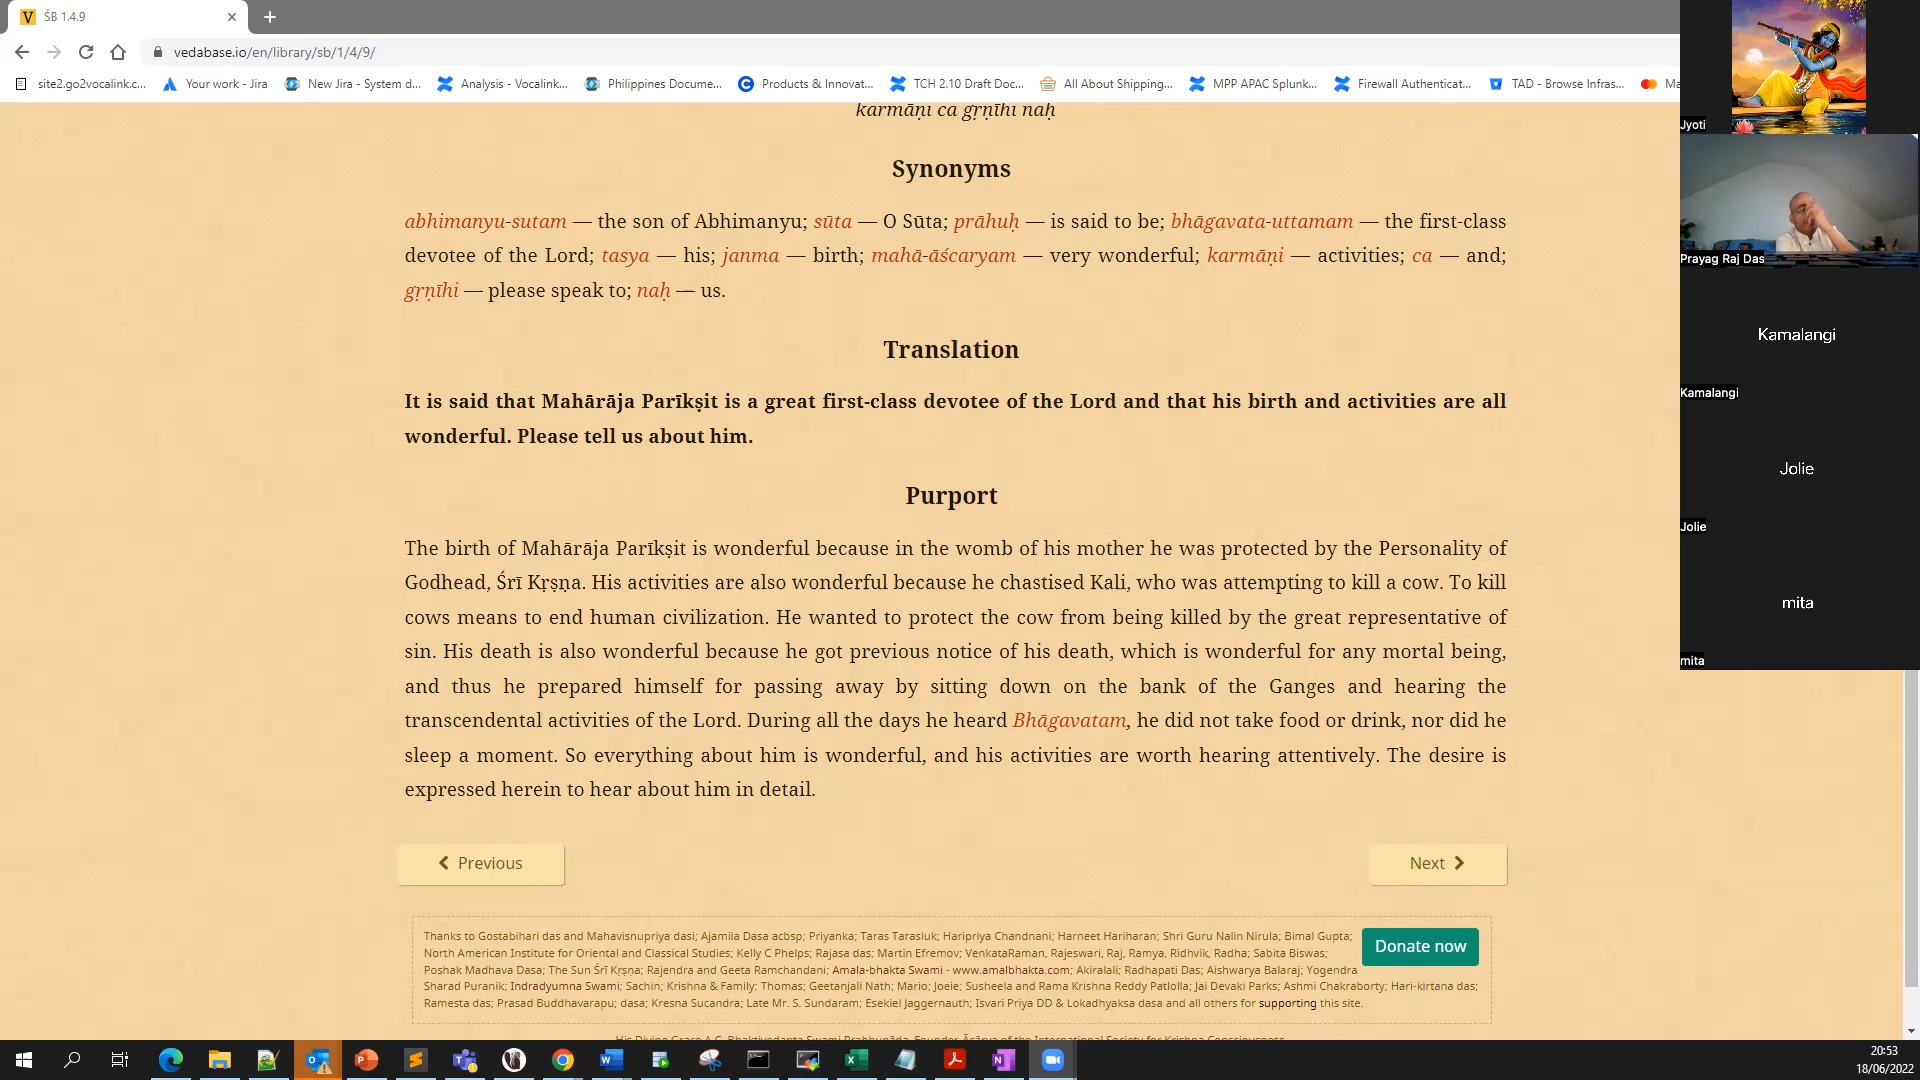 ŚB 1.4.9
vedabase.io/en/library/sb/1/4/9/
site2.go2vocalink.c...
Your work - Jira
New Jira - System d...
Analysis - Vocalink...
Philippines Docume...
Products & Innovat...
TCH 2.10 Draft Doc...
All About Shipping...
MPP APAC Splunk...
Firewall Authenticat...
TAD - Browse Infras...
Ma
karmāṇi ca gṛṇīhi naḥ
Synonyms
abhimanyu-sutam — the son of Abhimanyu; sūta — O Sūta; prāhuḥ — is said to be; bhāgavata-uttamam — the first-class
devotee of the Lord; tasya — his; janma — birth; mahā-āścaryam — very wonderful; karmāṇi — activities; ca — and;
gṛṇīhi — please speak to; naḥ — us.
Translation
It is said that Mahārāja Parīkṣit is a great first-class devotee of the Lord and that his birth and activities are all
wonderful. Please tell us about him.
Purport
The birth of Mahārāja Parīkṣit is wonderful because in the womb of his mother he was protected by the Personality of
Godhead, Śrī Kṛṣṇa. His activities are also wonderful because he chastised Kali, who was attempting to kill a cow. To kill
cows means to end human civilization. He wanted to protect the cow from being killed by the great representative of
sin. His death is also wonderful because he got previous notice of his death, which is wonderful for any mortal being,
and thus he prepared himself for passing away by sitting down on the bank of the Ganges and hearing the
transcendental activities of the Lord. During all the days he heard Bhāgavatam, he did not take food or drink, nor did he
sleep a moment. So everything about him is wonderful, and his activities are worth hearing attentively. The desire is
expressed herein to hear about him in detail.
Previous
Next
Thanks to Gostabihari das and Mahavisnupriya dasi; Ajamila Dasa acbsp; Priyanka; Taras Tarasiuk; Haripriya Chandnani; Harneet Hariharan; Shri Guru Nalin Nirula; Bimal Gupta;
North American Institute for Oriental and Classical Studies; Kelly C Phelps; Rajasa das; Martin Efremov; VenkataRaman, Rajeswari, Raj, Ramya, Ridhvik, Radha; Sabita Biswas;
Poshak Madhava Dasa; The Sun Śrī Kṛṣṇa; Rajendra and Geeta Ramchandani; Amala-bhakta Swami - www.amalbhakta.com; Akiralali; Radhapati Das; Aishwarya Balaraj; Yogendra
Sharad Puranik; Indradyumna Swami; Sachin; Krishna & Family; Thomas; Geetanjali Nath; Mario; Joeie; Susheela and Rama Krishna Reddy Patlolla; Jai Devaki Parks; Ashmi Chakraborty; Hari-kirtana das;
Ramesta das; Prasad Buddhavarapu; dasa; Kresna Sucandra; Late Mr. S. Sundaram; Esekiel Jaggernauth; Isvari Priya DD & Lokadhyaksa dasa and all others for supporting this site.
Donate now
His Divine Grace A.C. Bhaktivedanta Swami Prabhupāda, Founder-Ācārya of the International Society for Krishna Consciousness
Jyoti
Prayag Raj Das
Kamalangi
Kamalangi
Jolie
Jolie
mita
mita
20:53
18/06/2022